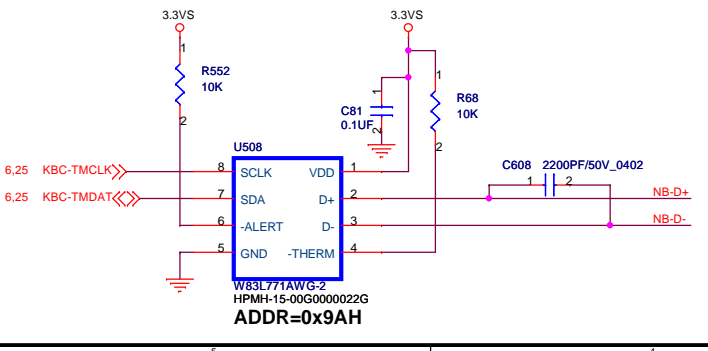 3.3VS
3.3VS
1
R552
10K
2
1
C81
0.1UF
2
1
R68
10K
2
U508
C608 2200PF/50V_0402
1 2
6,25 KBC-TMCLK
8 SCLK VDD 1
6,25 KBC-TMDAT
7 SDA D+ 2
NB-D+
6 -ALERT D- 3
NB-D-
5 GND -THERM 4
W83L771AWG-2
HPMH-15-00G0000022G
ADDR=0x9AH
5 4